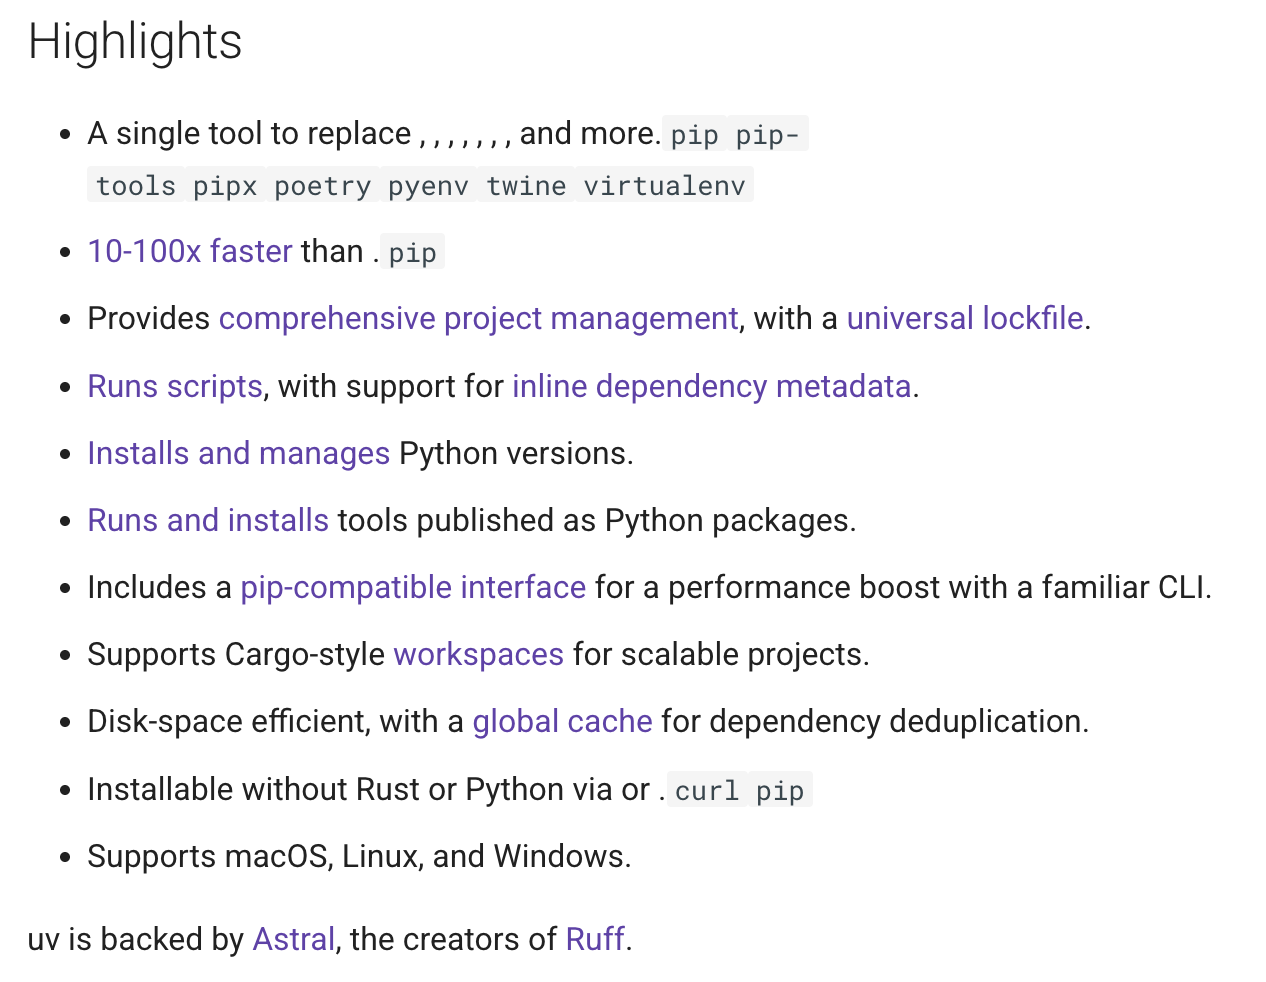 Highlights
A single tool to replace , , , , , , , and more. pip pip-
tools pipx poetry pyenv twine virtualenv
10-100x faster than . pip
Provides comprehensive project management, with a universal lockfile.
Runs scripts, with support for inline dependency metadata.
Installs and manages Python versions.
Runs and installs tools published as Python packages.
Includes a pip-compatible interface for a performance boost with a familiar CLI.
Supports Cargo-style workspaces for scalable projects.
Disk-space efficient, with a global cache for dependency deduplication.
Installable without Rust or Python via or . curl pip
Supports macOS, Linux, and Windows.
uv is backed by Astral, the creators of Ruff.